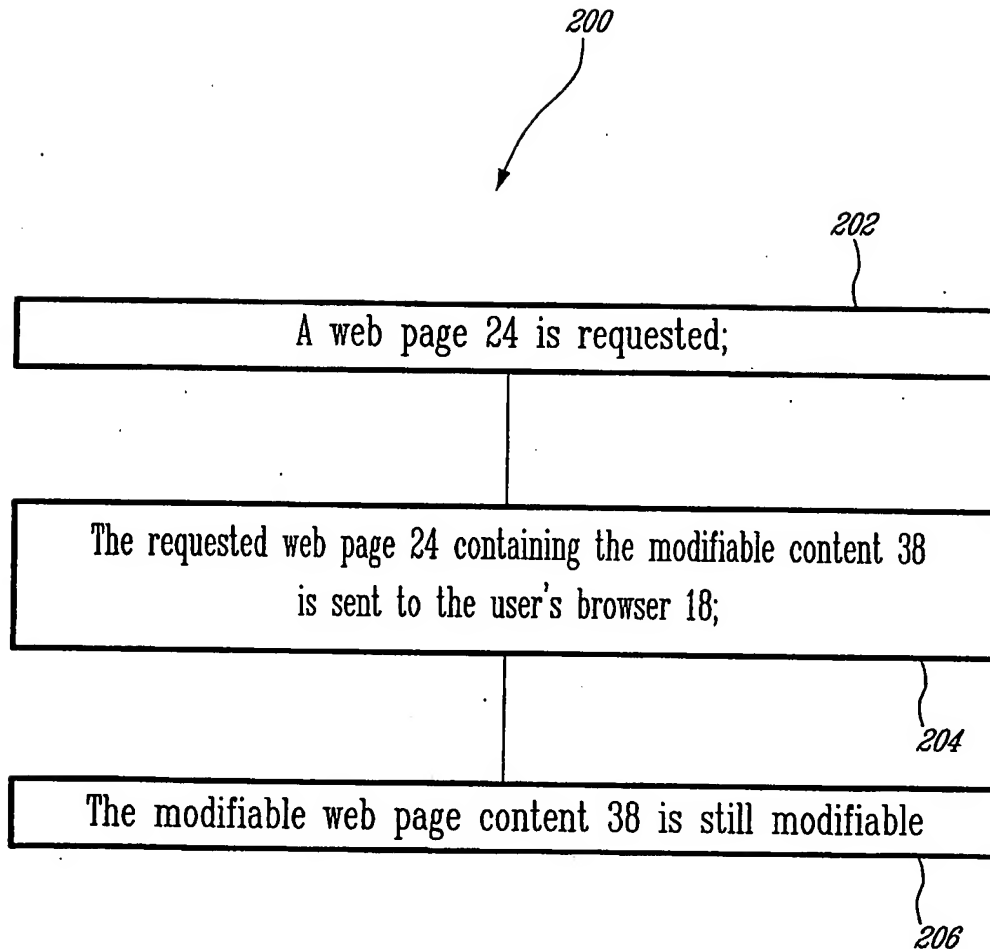 200
202
A web page 24 is requested;
The requested web page 24 containing the modifiable content 38
is sent to the user's browser 18;
204
The modifiable web page content 38 is still modifiable
206